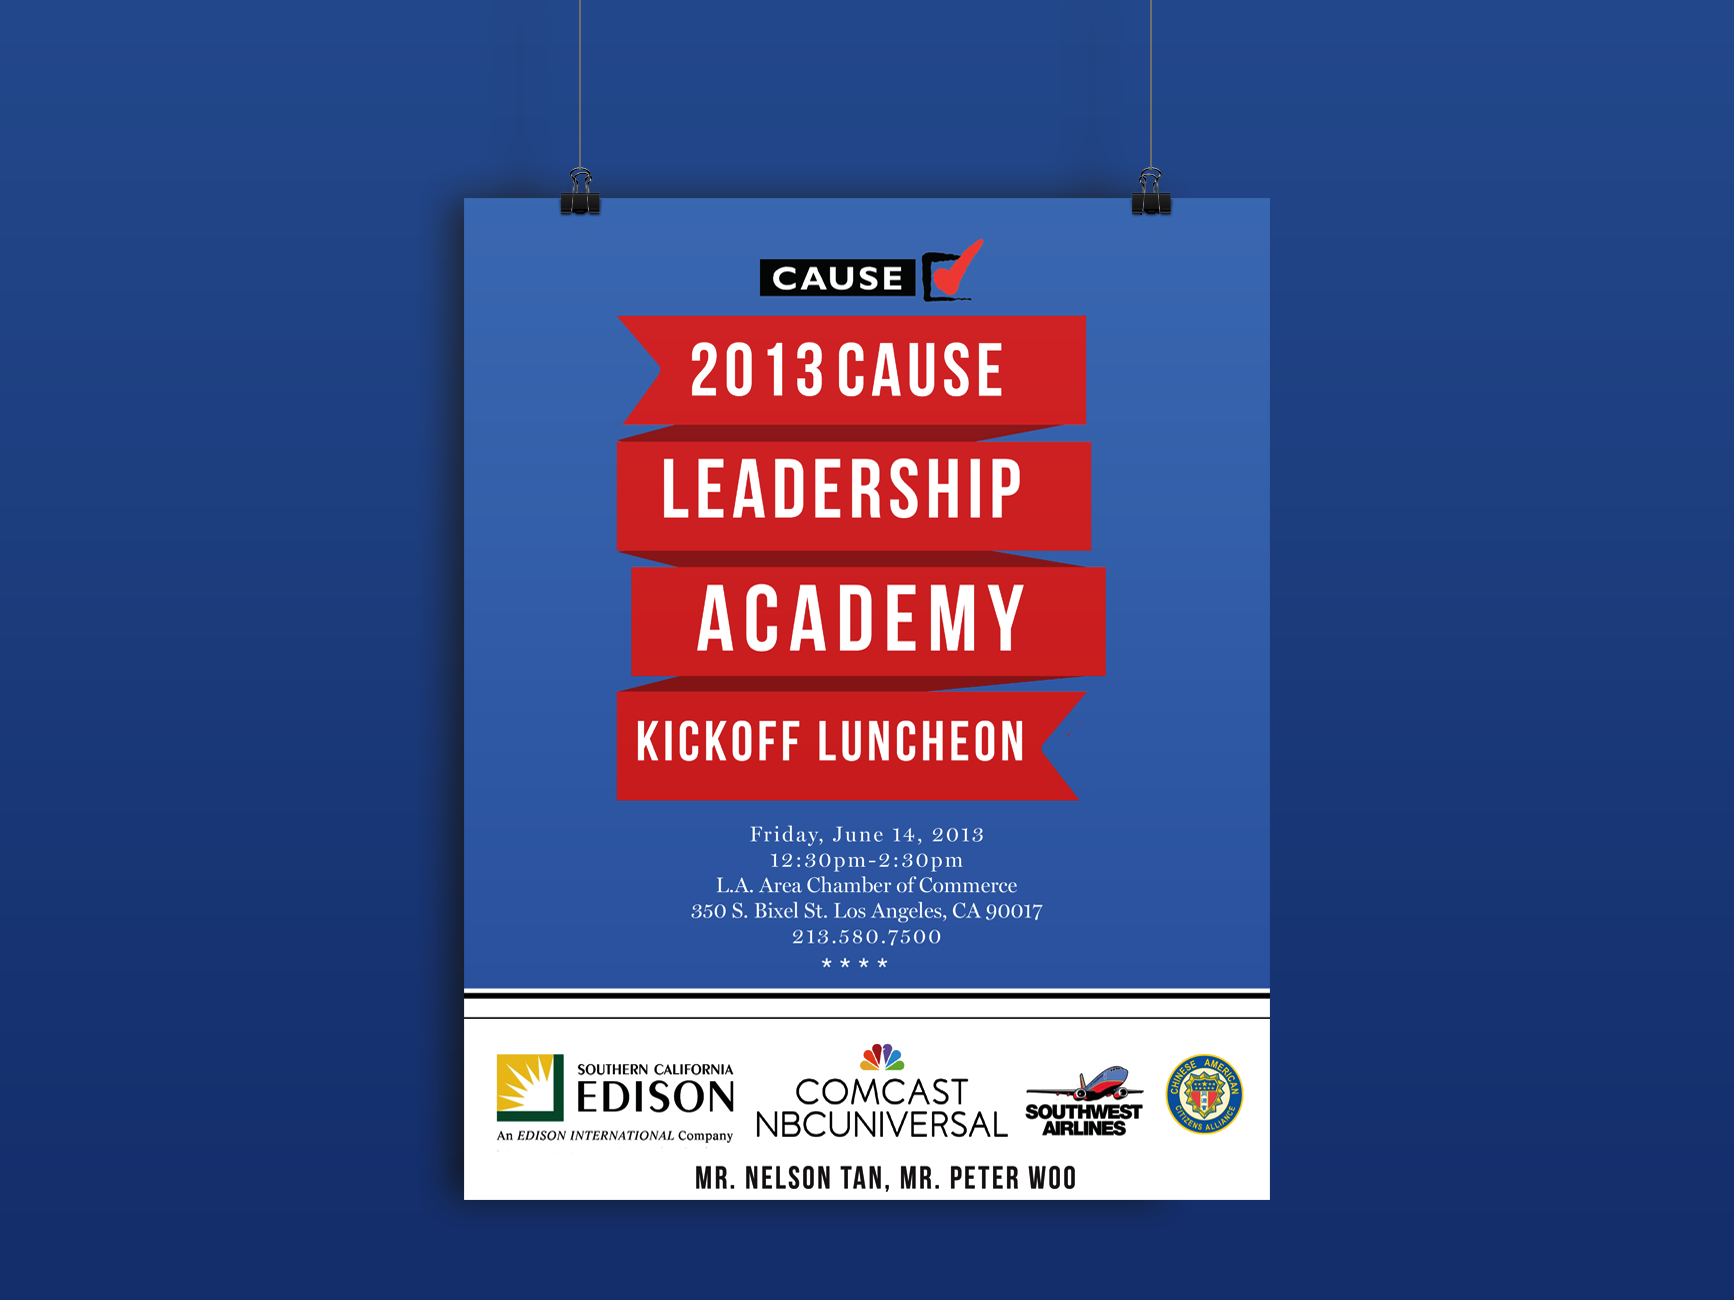 CAUSE
2013 CAUSE
LEADERSHIP
ACADEMY
KICKOFF LUNCHEON
Friday, June 14, 2013
12:30pm-2:30pm
L.A. Area Chamber of Commerce
350 S. Bixel St. Los Angeles, CA 90017
213.580.7500
* * * *
SOUTHERN CALIFORNIA
EDISON
An EDISON INTERNATIONAL Company
COMCAST
NBCUNIVERSAL
SOUTHWEST
AIRLINES
CHINESE AMERICAN
CITIZENS ALLIANCE
MR. NELSON TAN, MR. PETER WOO